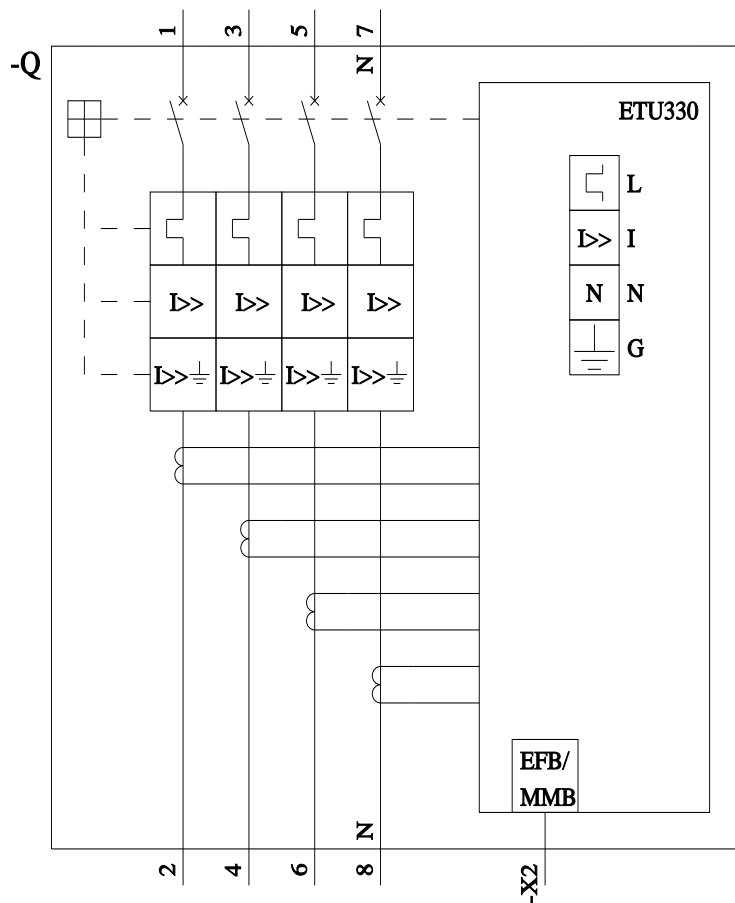 1 3 5 7
-Q
N
ETU330
L
I>> I
N N
G
I>> I>> I>> I>>
I>> I>> I>> I>>
EFB/
MMB
N
2 4 6 8
-X2